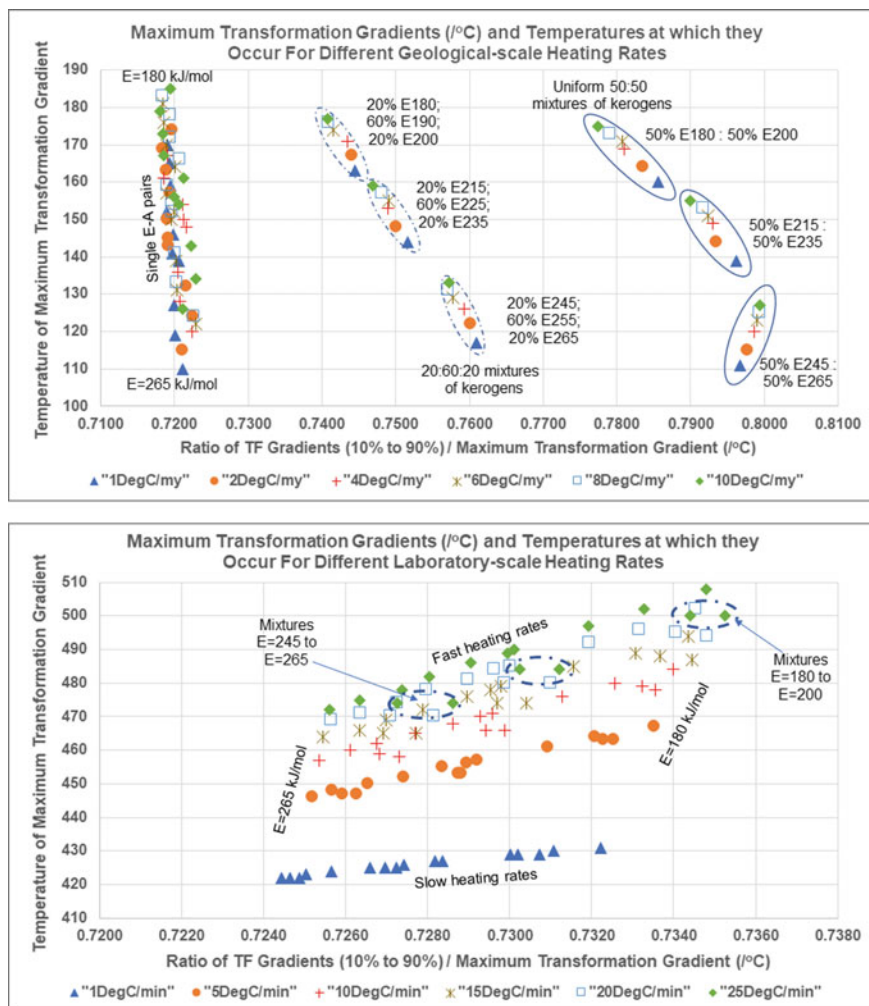 Maximum Transformation Gradients (/°C) and Temperatures at which they
Occur For Different Geological-scale Heating Rates
Temperature of Maximum Transformation Gradient
190
180
170
160
150
140
130
120
110
100
E=180 kJ/mol
Single E-A pairs
E=265 kJ/mol
20% E180;
60% E190;
20% E200
20% E215;
60% E225;
20% E235
20% E245;
60% E255;
20% E265
20:60:20 mixtures
of kerogens
Uniform 50:50
mixtures of kerogens
50% E180 : 50% E200
50% E215 :
50% E235
50% E245 :
50% E265
0.7100 0.7200 0.7300 0.7400 0.7500 0.7600 0.7700 0.7800 0.7900 0.8000 0.8100
Ratio of TF Gradients (10% to 90%) / Maximum Transformation Gradient (/°C)
"1DegC/my" "2DegC/my" "4DegC/my" "6DegC/my" "8DegC/my" "10DegC/my"
Maximum Transformation Gradients (/°C) and Temperatures at which they
Occur For Different Laboratory-scale Heating Rates
Temperature of Maximum Transformation Gradient
510
500
490
480
470
460
450
440
430
420
410
Mixtures
E=245 to
E=265
Fast heating rates
Mixtures
E=180 to
E=200
E=265 kJ/mol
E=180 kJ/mol
Slow heating rates
0.7200 0.7220 0.7240 0.7260 0.7280 0.7300 0.7320 0.7340 0.7360 0.7380
Ratio of TF Gradients (10% to 90%) / Maximum Transformation Gradient (/°C)
"1DegC/min" "5DegC/min" "10DegC/min" "15DegC/min" "20DegC/min" "25DegC/min"